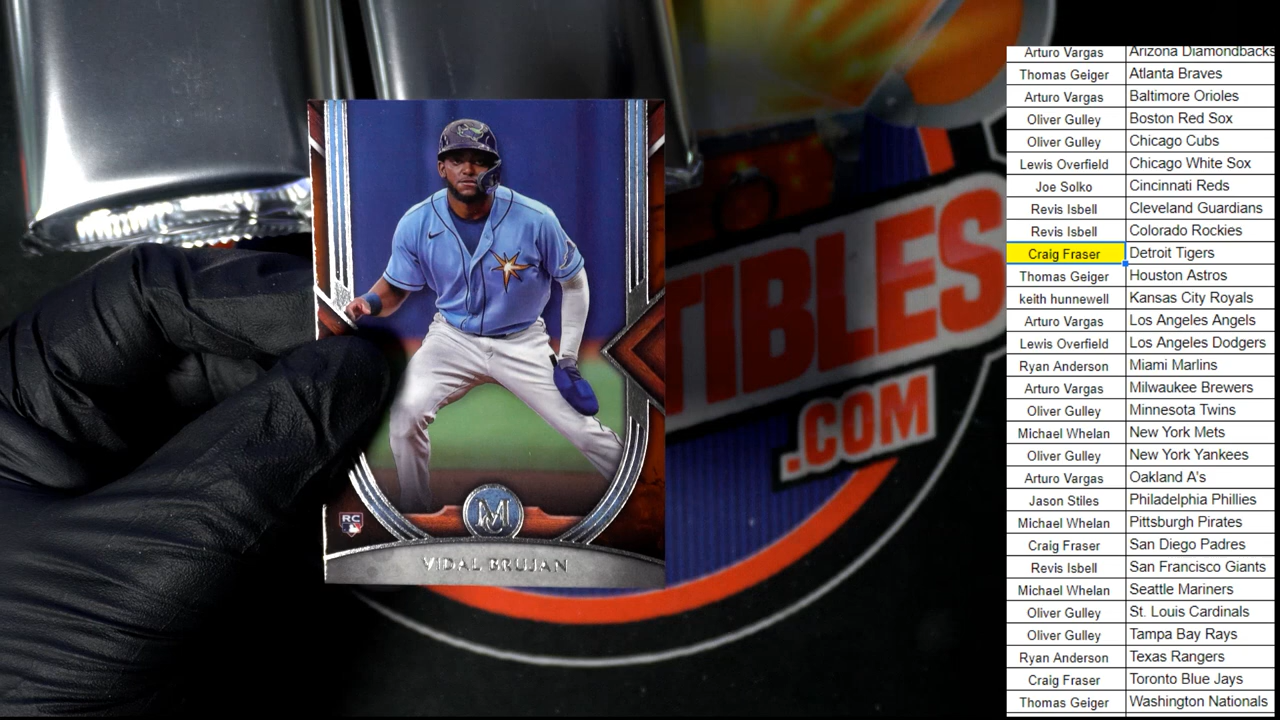 TIBLES
.COM
RC
M
VIDAL BRUJAN
Arturo Vargas Arizona Diamondbacks
Thomas Geiger Atlanta Braves
Arturo Vargas Baltimore Orioles
Oliver Gulley Boston Red Sox
Oliver Gulley Chicago Cubs
Lewis Overfield Chicago White Sox
Joe Solko Cincinnati Reds
Revis Isbell Cleveland Guardians
Revis Isbell Colorado Rockies
Craig Fraser Detroit Tigers
Thomas Geiger Houston Astros
keith hunnewell Kansas City Royals
Arturo Vargas Los Angeles Angels
Lewis Overfield Los Angeles Dodgers
Ryan Anderson Miami Marlins
Arturo Vargas Milwaukee Brewers
Oliver Gulley Minnesota Twins
Michael Whelan New York Mets
Oliver Gulley New York Yankees
Arturo Vargas Oakland A's
Jason Stiles Philadelphia Phillies
Michael Whelan Pittsburgh Pirates
Craig Fraser San Diego Padres
Revis Isbell San Francisco Giants
Michael Whelan Seattle Mariners
Oliver Gulley St. Louis Cardinals
Oliver Gulley Tampa Bay Rays
Ryan Anderson Texas Rangers
Craig Fraser Toronto Blue Jays
Thomas Geiger Washington Nationals